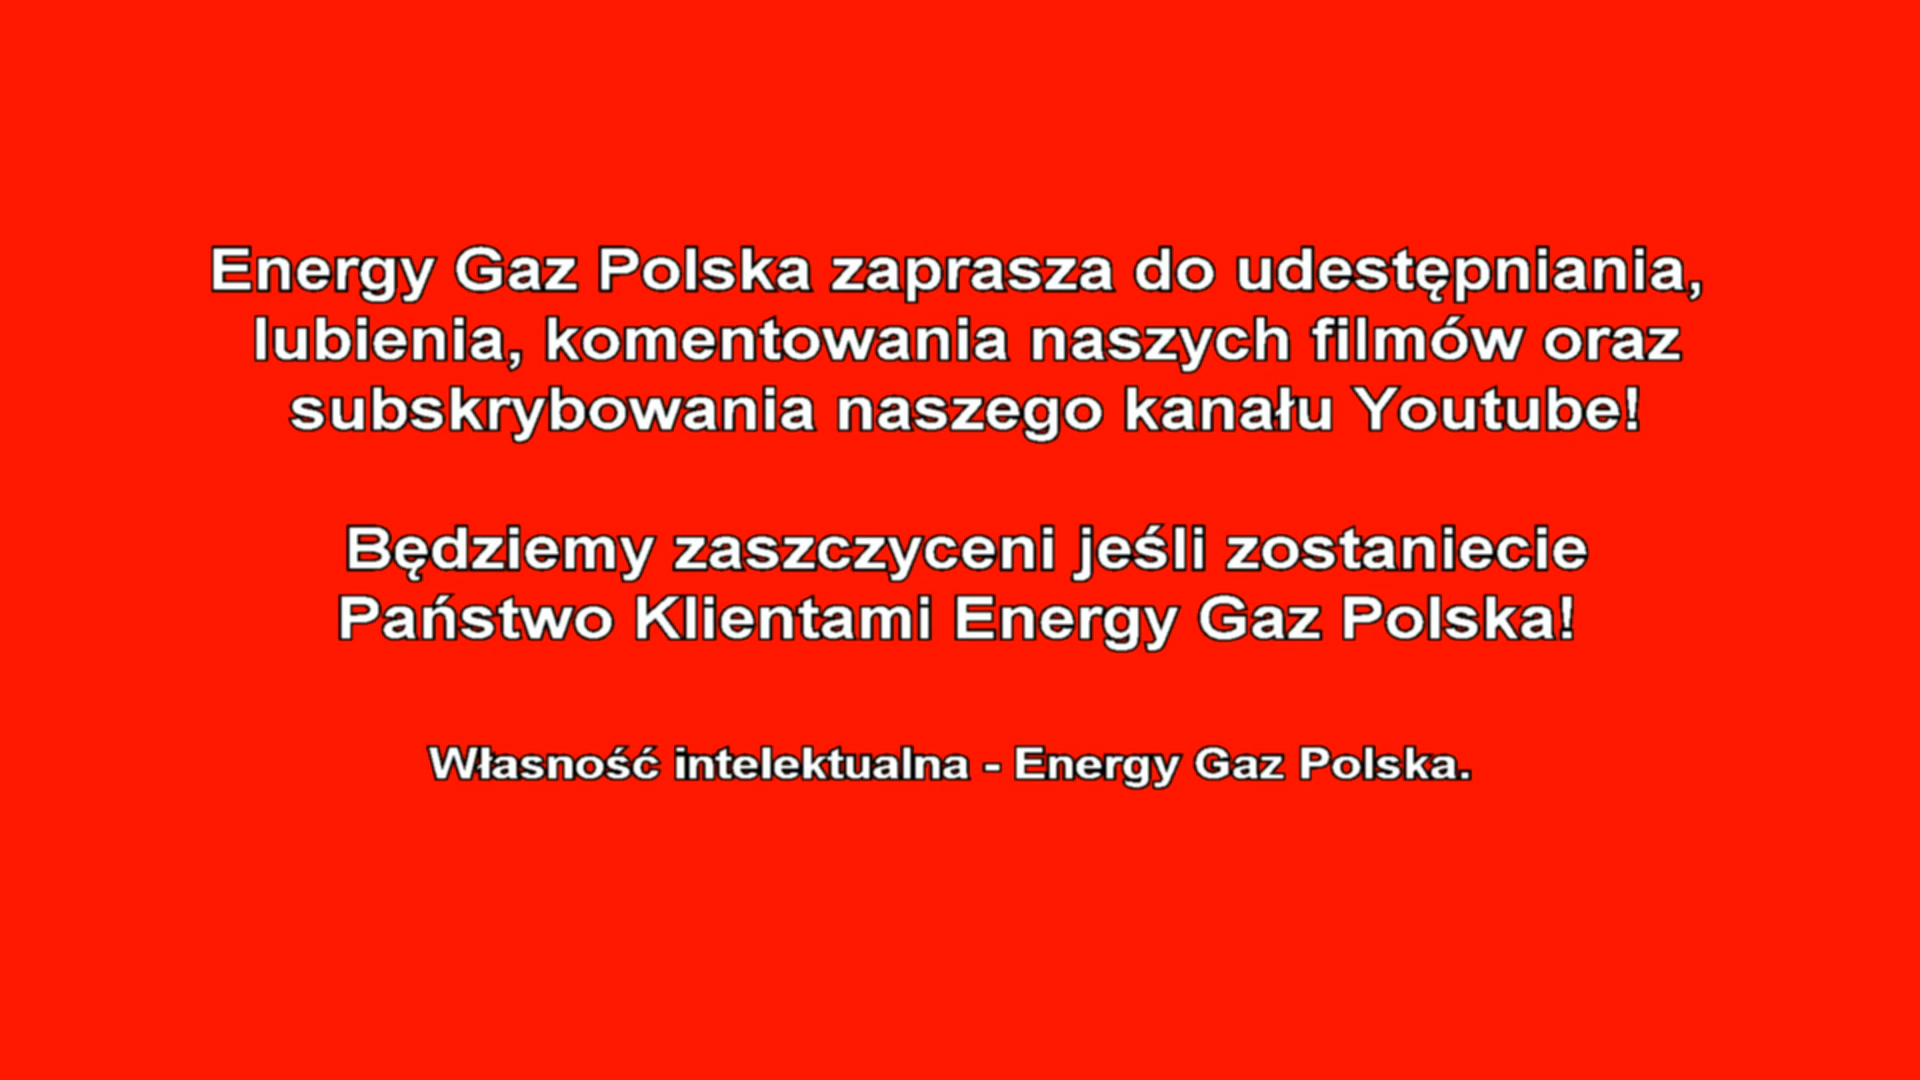 Energy Gaz Polska zaprasza do udestępniania,
lubienia, komentowania naszych filmów oraz
subskrybowania naszego kanału Youtube!
Będziemy zaszczyceni jeśli zostaniecie
Państwo Klientami Energy Gaz Polska!
Własność intelektualna - Energy Gaz Polska.